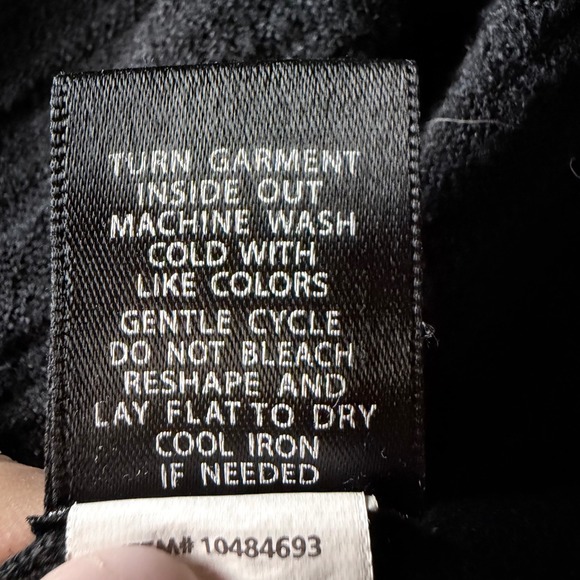 TURN GARMENT
INSIDE OUT
MACHINE WASH
COLD WITH
LIKE COLORS
GENTLE CYCLE
DO NOT BLEACH
RESHAPE AND
LAY FLAT TO DRY
COOL IRON
IF NEEDED
10484693